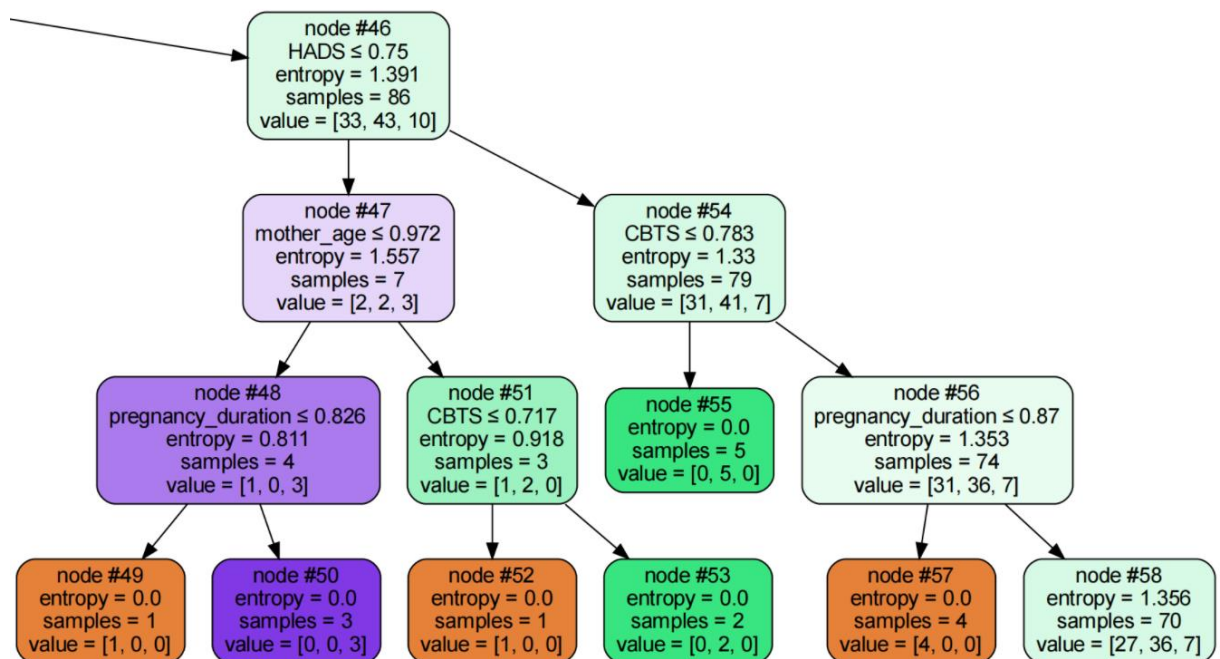 node #46
HADS ≤ 0.75
entropy = 1.391
samples = 86
value = [33, 43, 10]
node #47
mother_age ≤ 0.972
entropy = 1.557
samples = 7
value = [2, 2, 3]
node #54
CBTS ≤ 0.783
entropy = 1.33
samples = 79
value = [31, 41, 7]
node #48
pregnancy_duration ≤ 0.826
entropy = 0.811
samples = 4
value = [1, 0, 3]
node #51
CBTS ≤ 0.717
entropy = 0.918
samples = 3
value = [1, 2, 0]
node #55
entropy = 0.0
samples = 5
value = [0, 5, 0]
node #56
pregnancy_duration ≤ 0.87
entropy = 1.353
samples = 74
value = [31, 36, 7]
node #49
entropy = 0.0
samples = 1
value = [1, 0, 0]
node #50
entropy = 0.0
samples = 3
value = [0, 0, 3]
node #52
entropy = 0.0
samples = 1
value = [1, 0, 0]
node #53
entropy = 0.0
samples = 2
value = [0, 2, 0]
node #57
entropy = 0.0
samples = 4
value = [4, 0, 0]
node #58
entropy = 1.356
samples = 70
value = [27, 36, 7]